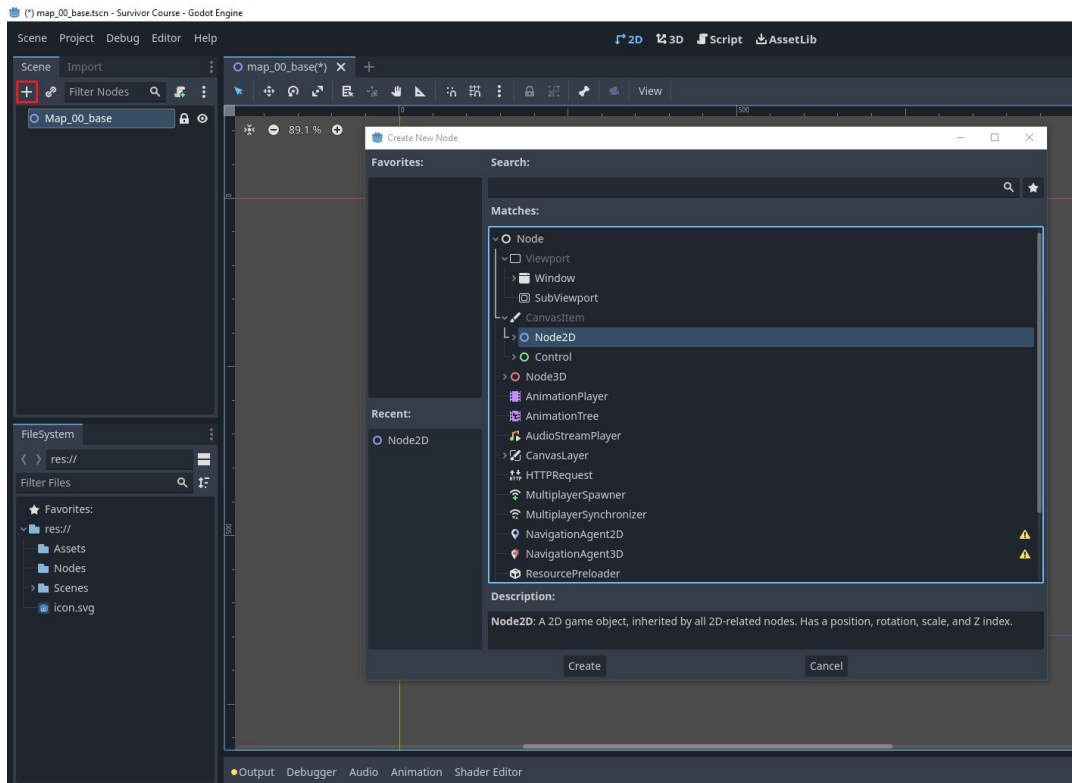 (*) map_00_base.tscn - Survivor Course - Godot Engine
Scene Project Debug Editor Help
2D 3D Script AssetLib
Scene Import
map_00_base(*)
Filter Nodes
View
Map_00_base
0
500
89.1 %
Create New Node
Favorites:
Search:
Matches:
Node
Viewport
Window
SubViewport
CanvasItem
Node2D
Control
Node3D
AnimationPlayer
AnimationTree
AudioStreamPlayer
CanvasLayer
HTTPRequest
MultiplayerSpawner
MultiplayerSynchronizer
NavigationAgent2D
NavigationAgent3D
ResourcePreloader
Recent:
Node2D
Description:
Node2D: A 2D game object, inherited by all 2D-related nodes. Has a position, rotation, scale, and Z index.
Create
Cancel
0
500
FileSystem
res://
Filter Files
Favorites:
res://
Assets
Nodes
Scenes
icon.svg
Output Debugger Audio Animation Shader Editor